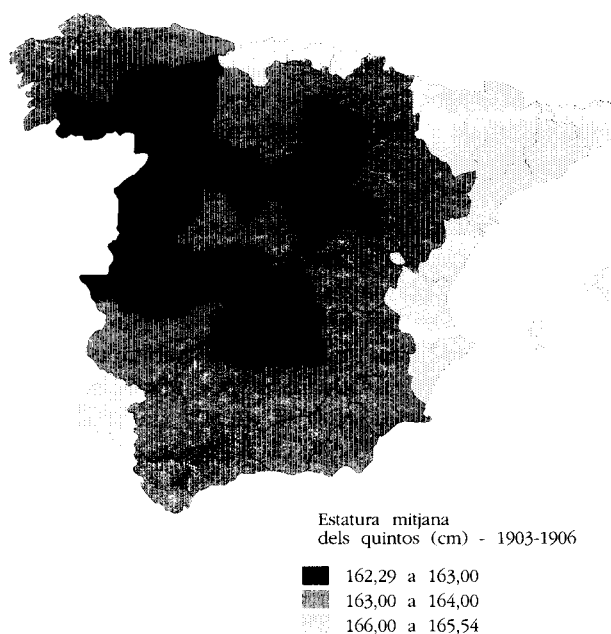 Estatura mitjana
dels quintos (cm) - 1903-1906
162,29 a 163,00
163,00 a 164,00
166,00 a 165,54